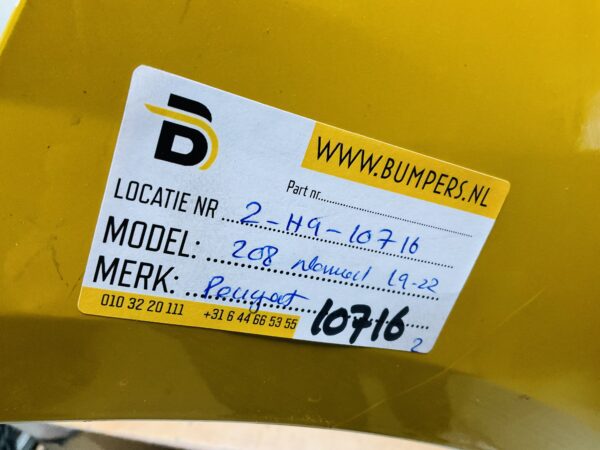 B
WWW.BUMPERS.NL
Part nr.
LOCATIE NR 2-H9-10716
MODEL: 208 normaal 19-22
MERK: Peugeot
010 32 20 111 +31 6 44 66 53 55 10716
2